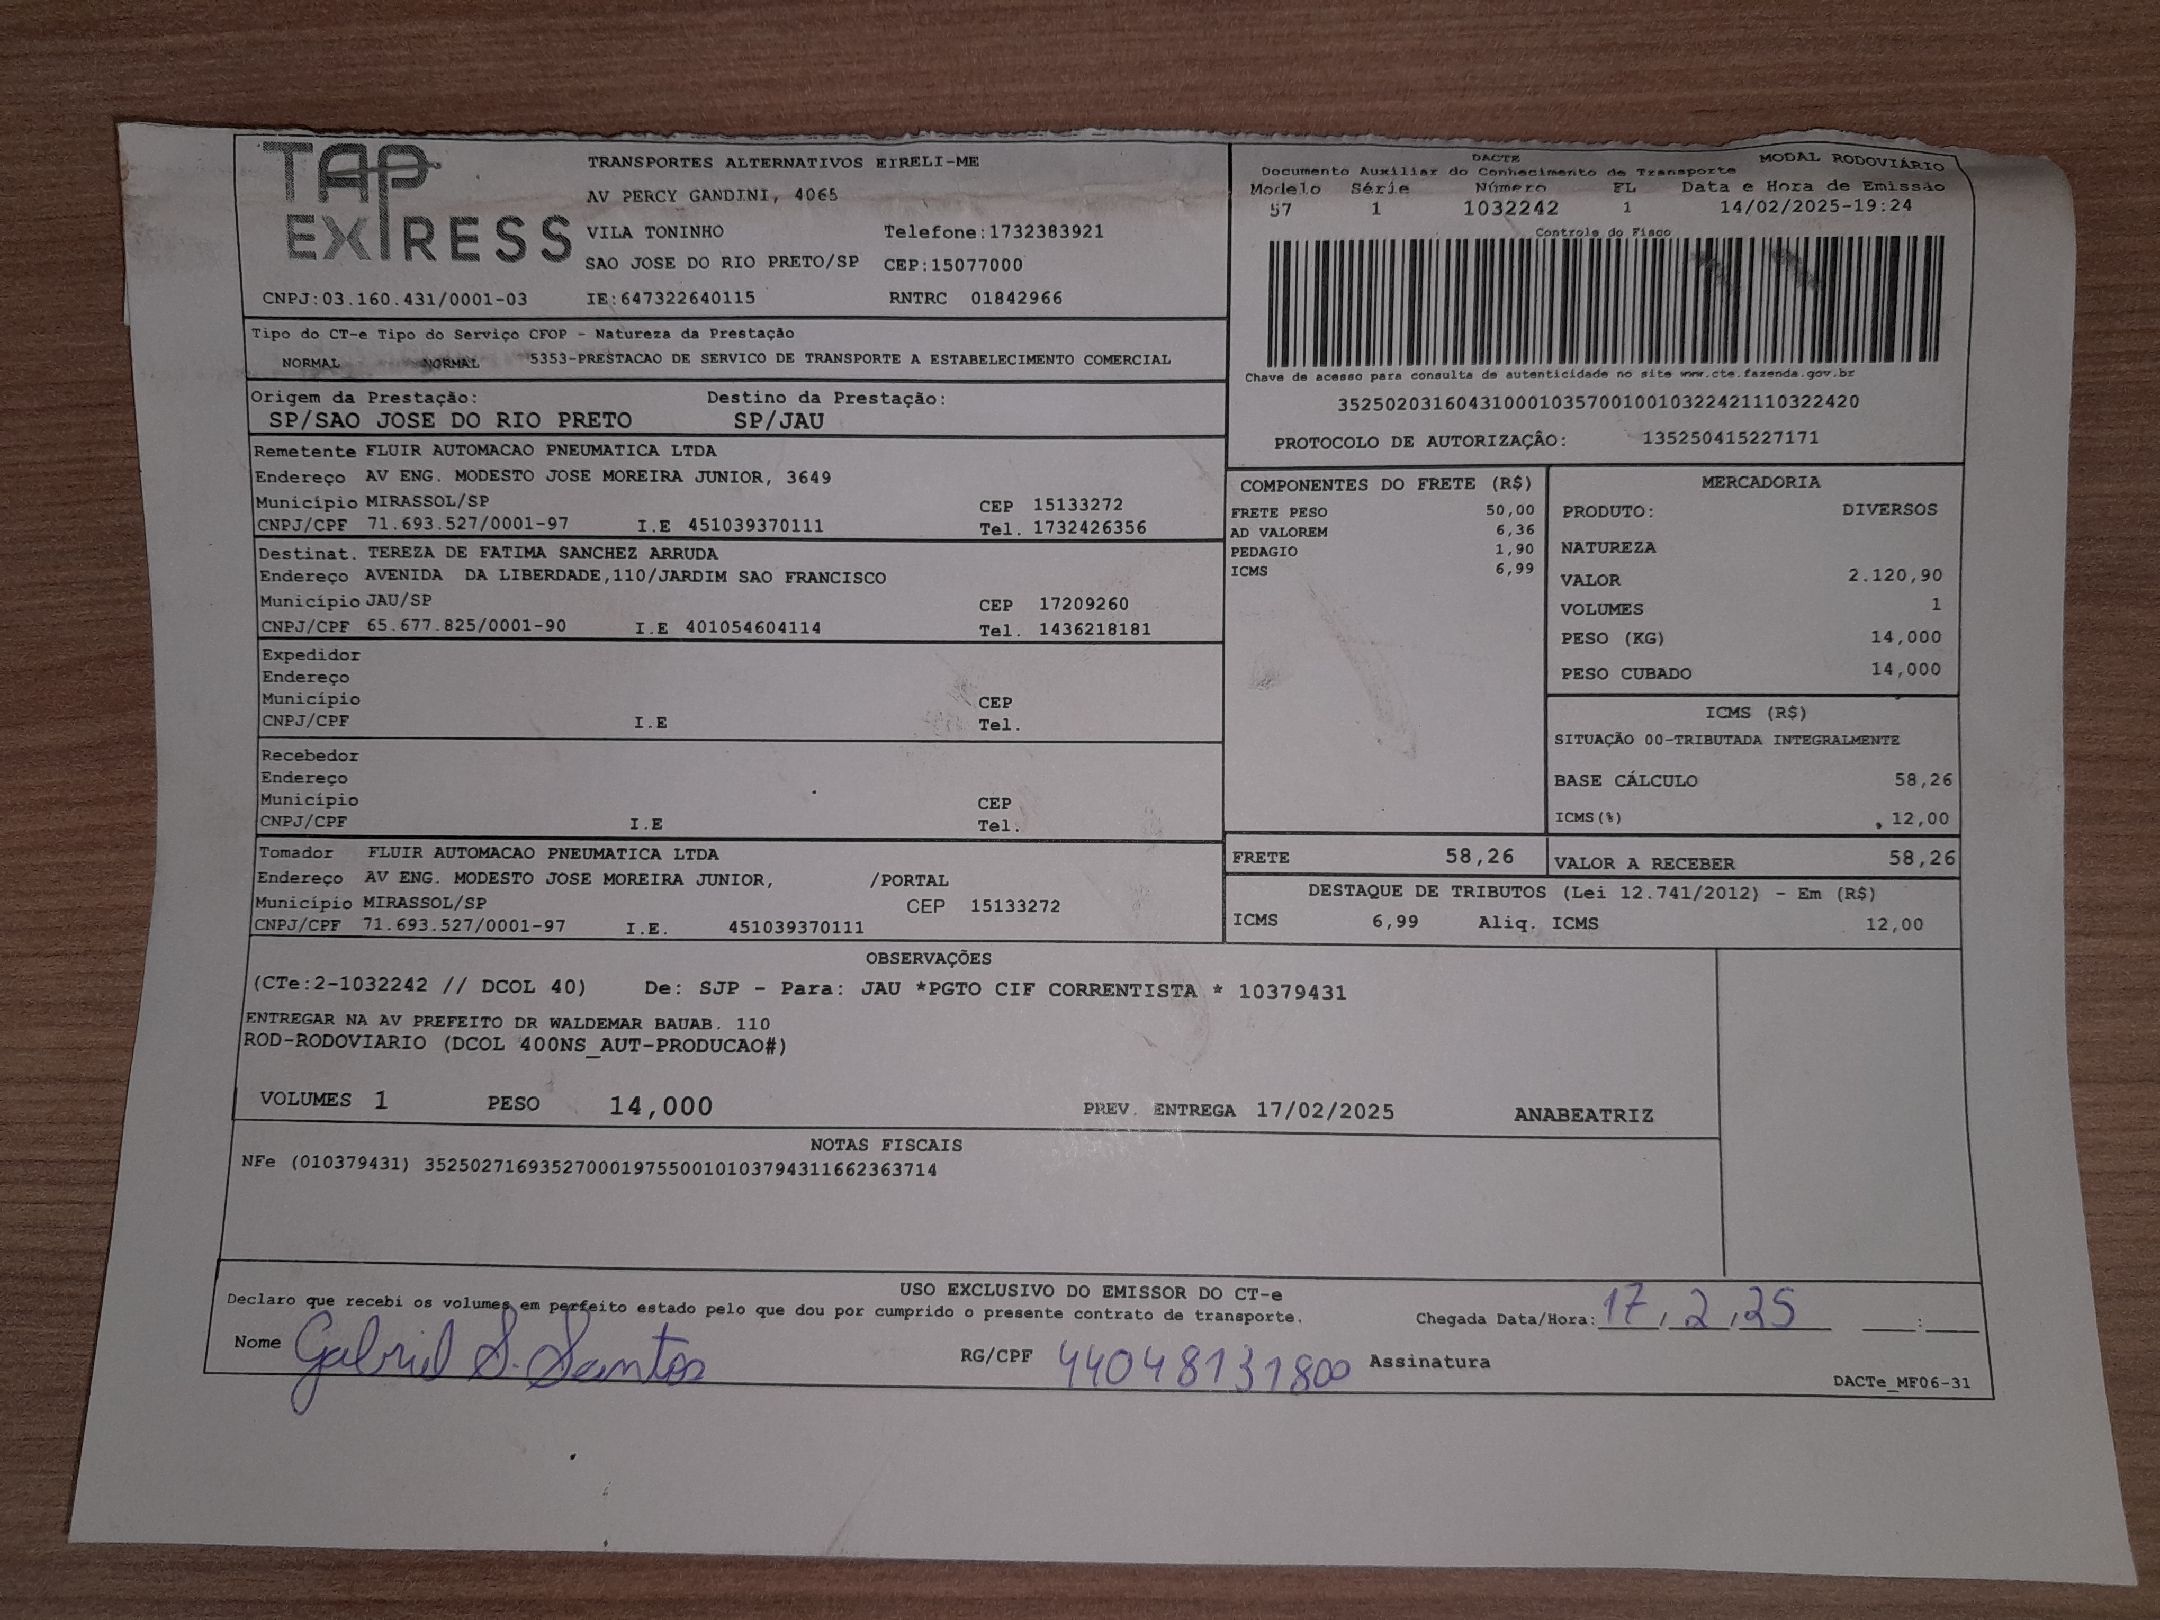 TAP EXPRESS
TRANSPORTES ALTERNATIVOS EIRELI-ME
AV PERCY GANDINI, 4065
VILA TONINHO Telefone:1732383921
SAO JOSE DO RIO PRETO/SP CEP:15077000
CNPJ:03.160.431/0001-03 IE:647322640115 RNTRC 01842966
DACTE MODAL RODOVIÁRIO
Documento Auxiliar do Conhecimento de Transporte
Modelo Série Número FL Data e Hora de Emissão
57 1 1032242 1 14/02/2025-19:24
Controle do Fisco
Chave de acesso para consulta de autenticidade no site www.cte.fazenda.gov.br
35250203160431000103570010010322421110322420
PROTOCOLO DE AUTORIZAÇÃO: 135250415227171
Tipo do CT-e Tipo do Serviço CFOP - Natureza da Prestação
NORMAL NORMAL 5353-PRESTACAO DE SERVICO DE TRANSPORTE A ESTABELECIMENTO COMERCIAL
Origem da Prestação: Destino da Prestação:
SP/SAO JOSE DO RIO PRETO SP/JAU
Remetente FLUIR AUTOMACAO PNEUMATICA LTDA
Endereço AV ENG. MODESTO JOSE MOREIRA JUNIOR, 3649
Município MIRASSOL/SP CEP 15133272
CNPJ/CPF 71.693.527/0001-97 I.E 451039370111 Tel. 1732426356
Destinat. TEREZA DE FATIMA SANCHEZ ARRUDA
Endereço AVENIDA DA LIBERDADE,110/JARDIM SAO FRANCISCO
Município JAU/SP CEP 17209260
CNPJ/CPF 65.677.825/0001-90 I.E 401054604114 Tel. 1436218181
Expedidor
Endereço
Município CEP
CNPJ/CPF I.E Tel.
Recebedor
Endereço
Município CEP
CNPJ/CPF I.E Tel.
Tomador FLUIR AUTOMACAO PNEUMATICA LTDA
Endereço AV ENG. MODESTO JOSE MOREIRA JUNIOR, /PORTAL
Município MIRASSOL/SP CEP 15133272
CNPJ/CPF 71.693.527/0001-97 I.E. 451039370111
COMPONENTES DO FRETE (R$)
FRETE PESO 50,00
AD VALOREM 6,36
PEDAGIO 1,90
ICMS 6,99
MERCADORIA
PRODUTO: DIVERSOS
NATUREZA
VALOR 2.120,90
VOLUMES 1
PESO (KG) 14,000
PESO CUBADO 14,000
ICMS (R$)
SITUAÇÃO 00-TRIBUTADA INTEGRALMENTE
BASE CÁLCULO 58,26
ICMS(%) 12,00
FRETE 58,26 VALOR A RECEBER 58,26
DESTAQUE DE TRIBUTOS (Lei 12.741/2012) - Em (R$)
ICMS 6,99 Aliq. ICMS 12,00
OBSERVAÇÕES
(CTe:2-1032242 // DCOL 40) De: SJP - Para: JAU *PGTO CIF CORRENTISTA * 10379431
ENTREGAR NA AV PREFEITO DR WALDEMAR BAUAB. 110
ROD-RODOVIARIO (DCOL 400NS_AUT-PRODUCAO#)
VOLUMES 1 PESO 14,000 PREV. ENTREGA 17/02/2025 ANABEATRIZ
NOTAS FISCAIS
NFe (010379431) 35250271693527000197550010103794311662363714
USO EXCLUSIVO DO EMISSOR DO CT-e
Declaro que recebi os volumes em perfeito estado pelo que dou por cumprido o presente contrato de transporte. Chegada Data/Hora: 17,2,25 __:__
Nome Gabriel S. Santos RG/CPF 44048131800 Assinatura
DACTe_MF06-31